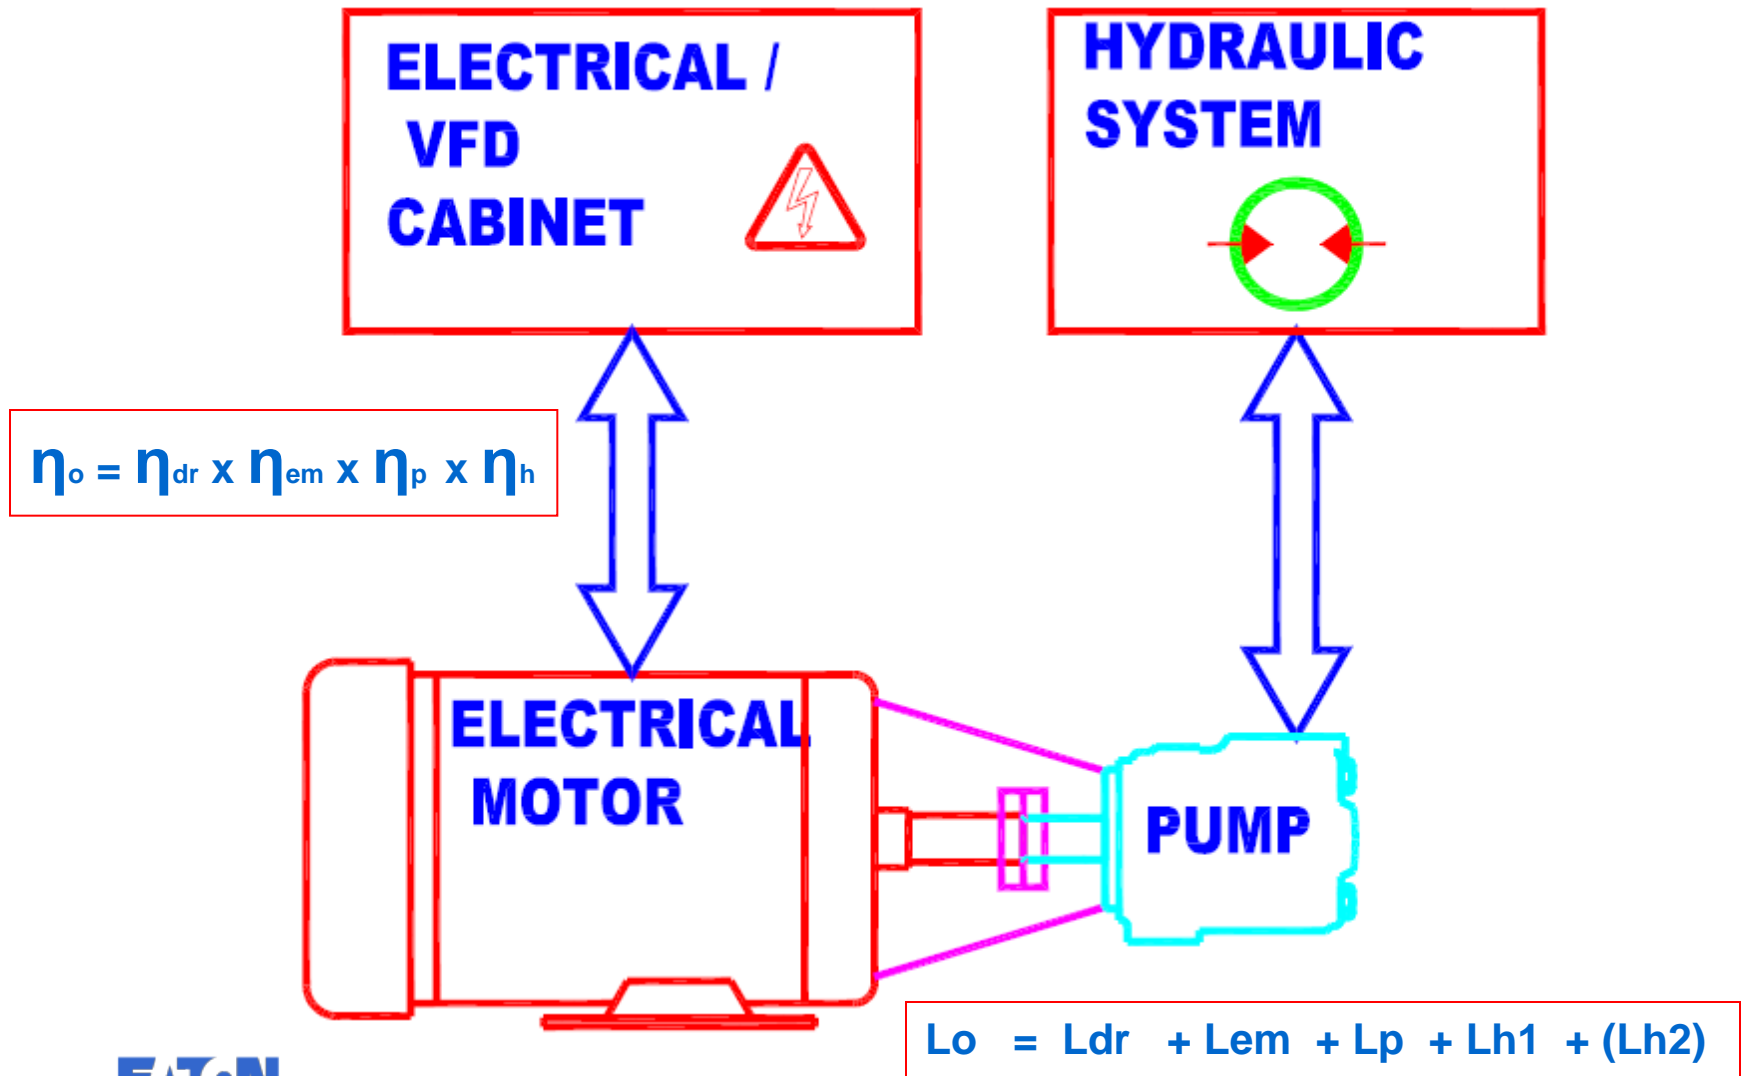 ELECTRICAL /
VFD
CABINET
HYDRAULIC
SYSTEM
ηo = ηdr x ηem x ηp x ηh
ELECTRICAL
MOTOR
PUMP
Lo = Ldr + Lem + Lp + Lh1 + (Lh2)
EATON